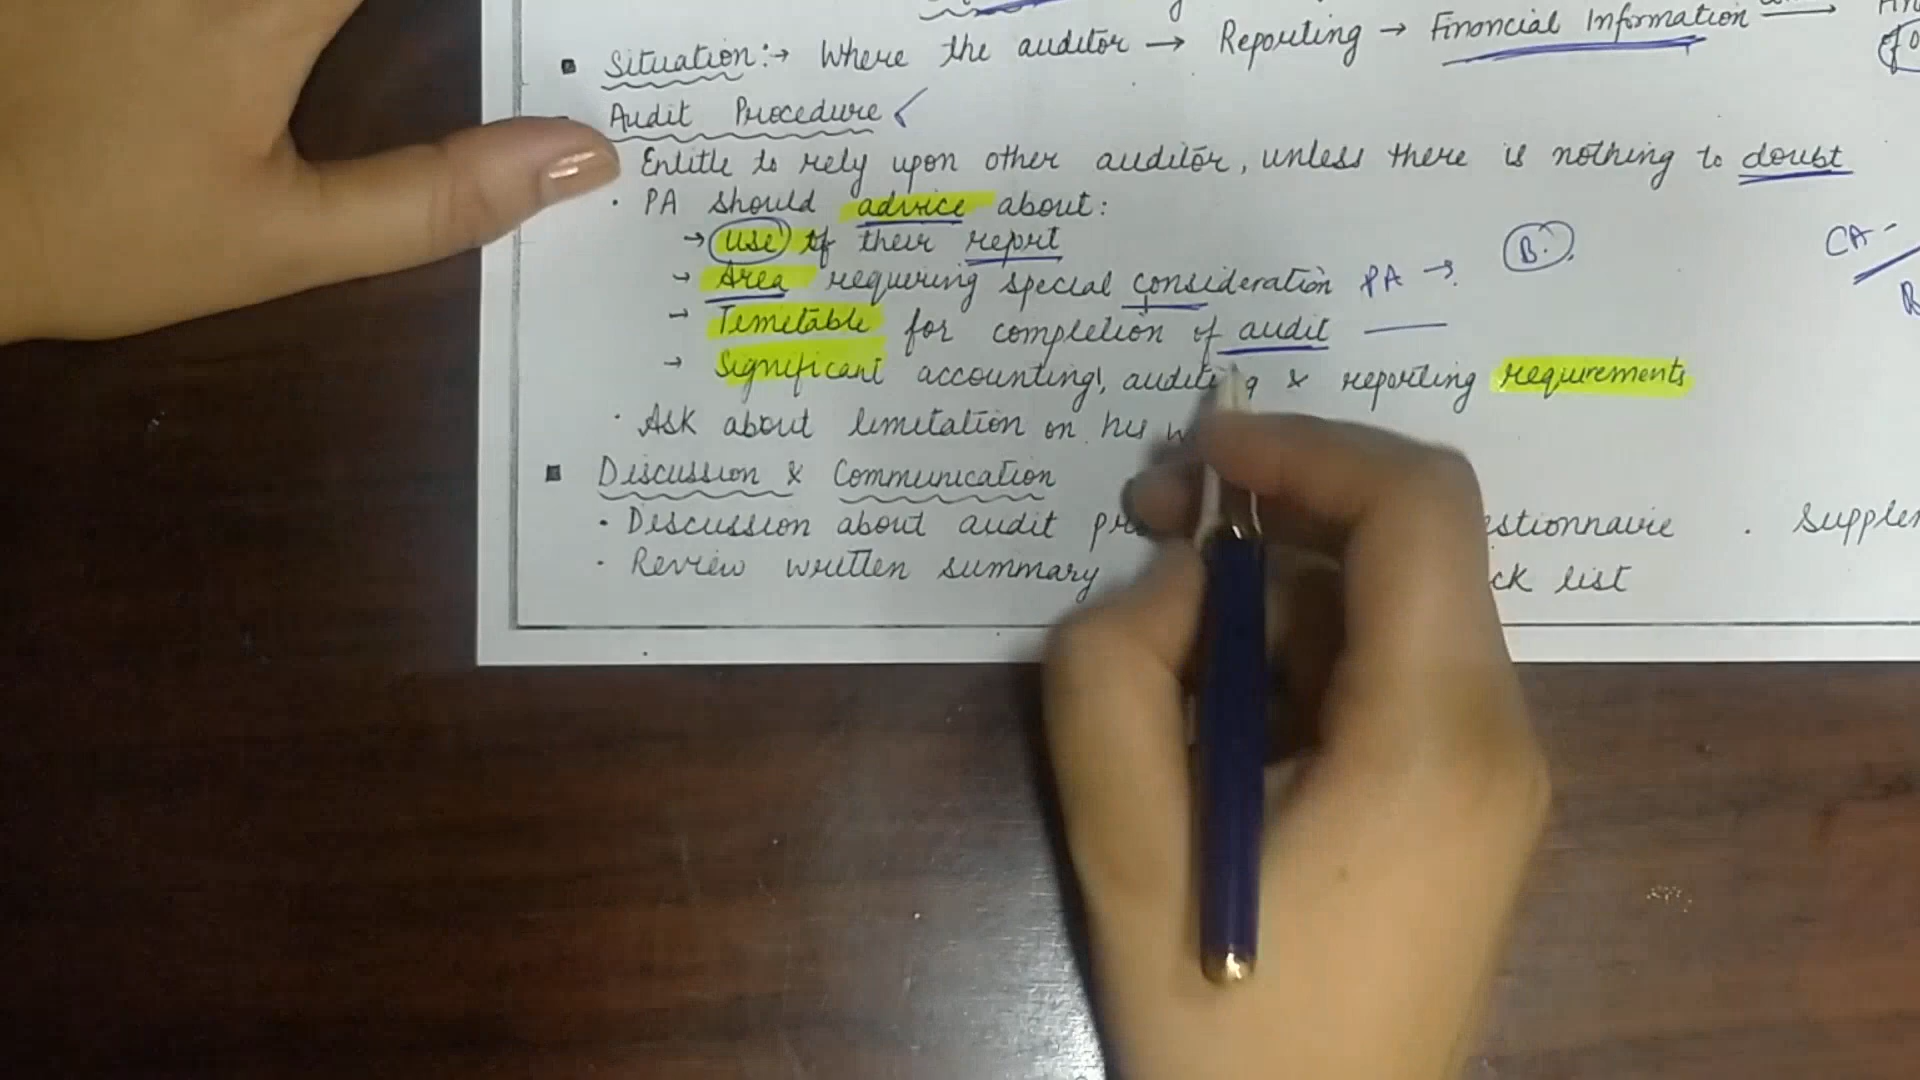 ■ Situation:→ Where the auditor → Reporting → Financial Information →
Audit Procedure <
Entitle to rely upon other auditor, unless there is nothing to doubt
· PA should advice about:
→ Use of their report B.
→ Area requering special consideration PA → CA -
→ Timetable for completion of audit —
→ Significant accounting, auditing & reporting requirements
· Ask about limitation on his
■ Discussion & Communication
· Discussion about audit
· Review written summary list